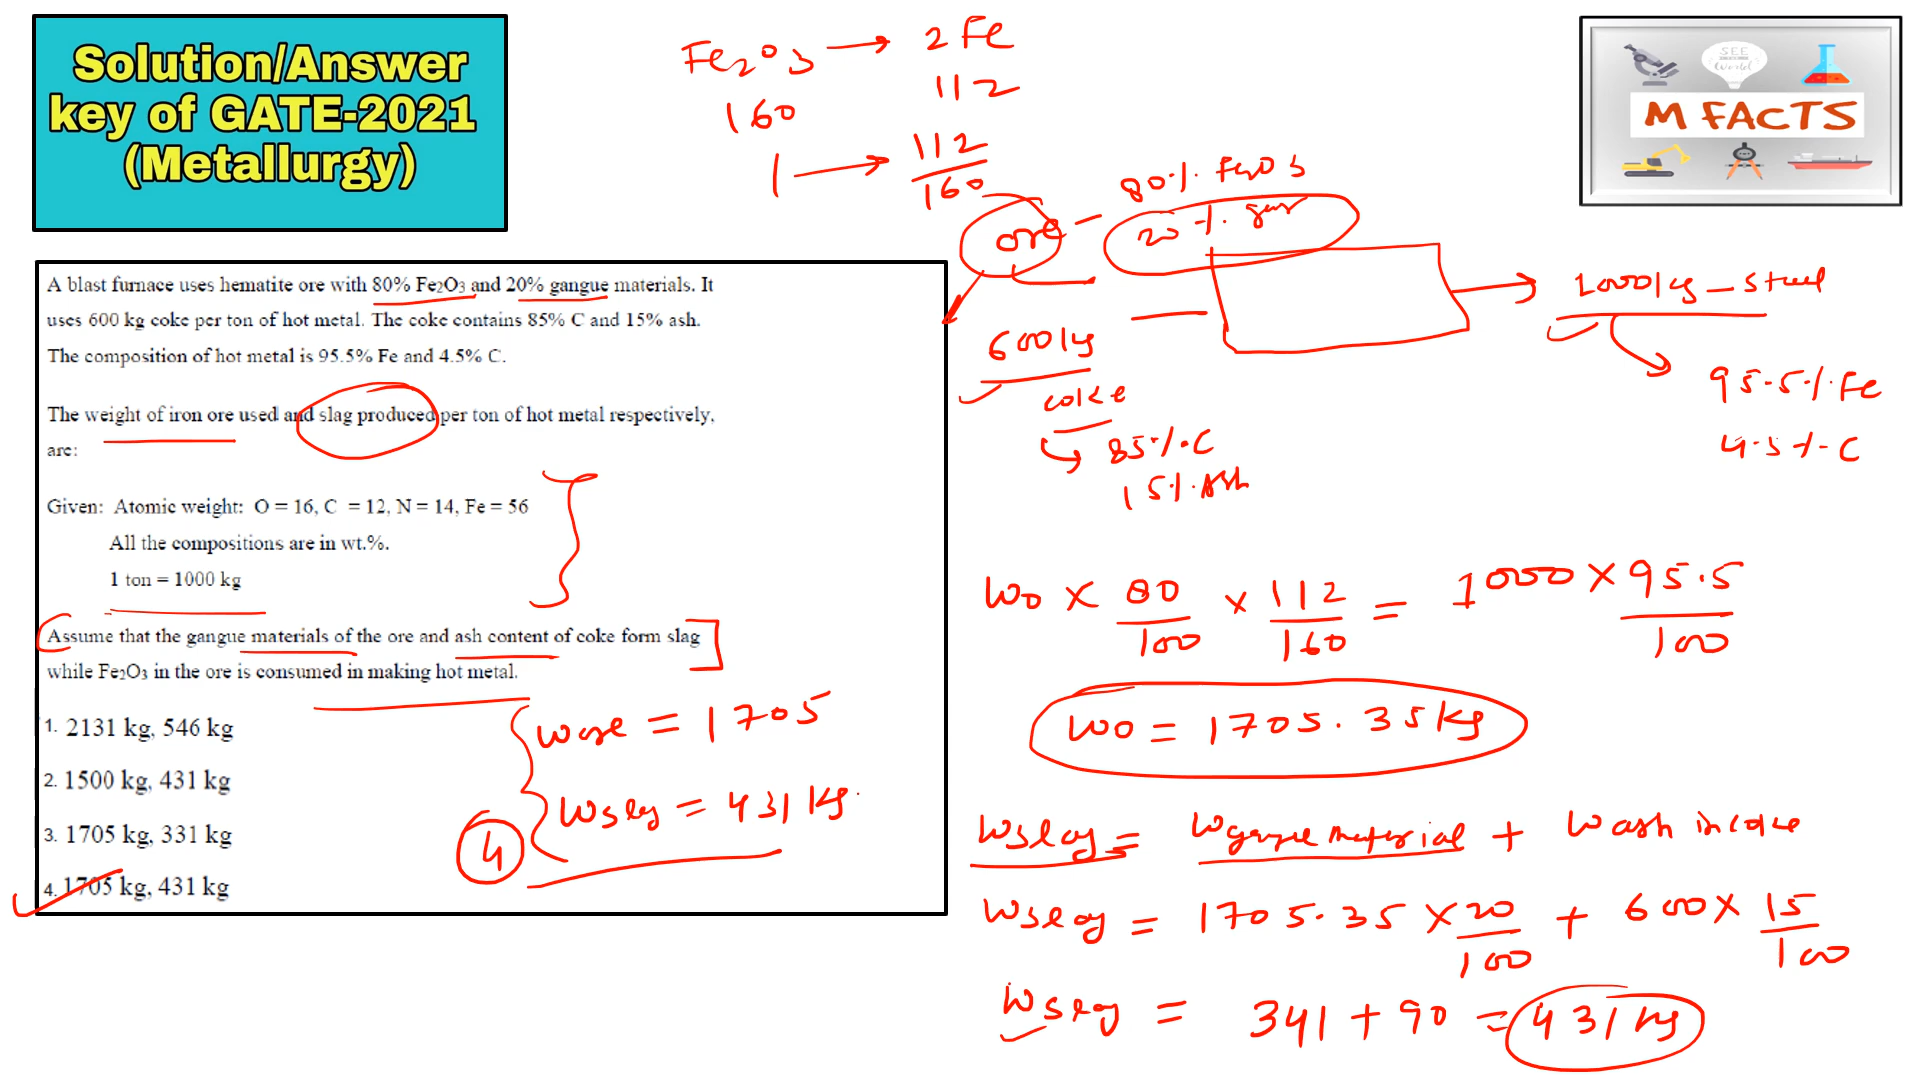 Solution/Answer
key of GATE-2021
(Metallurgy)
Fe2O3 → 2 Fe
160 112
1 → 112/160
SEE
THE
World
M FACTS
ore - 80% Fe2O3
20%
600 kg
coke
85% C
15% Ash
1000 kg - steel
95.5% Fe
4.5% C
A blast furnace uses hematite ore with 80% Fe2O3 and 20% gangue materials. It
uses 600 kg coke per ton of hot metal. The coke contains 85% C and 15% ash.
The composition of hot metal is 95.5% Fe and 4.5% C.
The weight of iron ore used and slag produced per ton of hot metal respectively,
are:
Given: Atomic weight: O = 16, C = 12, N = 14, Fe = 56
All the compositions are in wt.%.
1 ton = 1000 kg
Assume that the gangue materials of the ore and ash content of coke form slag
while Fe2O3 in the ore is consumed in making hot metal.
1. 2131 kg, 546 kg
2. 1500 kg, 431 kg
3. 1705 kg, 331 kg
4. 1705 kg, 431 kg
Wore = 1705
Wslag = 431 kg.
4
Wo × 80/100 × 112/160 = 1000 × 95.5/100
Wo = 1705.35 kg
Wslag = Wgangue material + Wash in coke
Wslag = 1705.35 × 20/100 + 600 × 15/100
Wslag = 341 + 90 = 431 kg